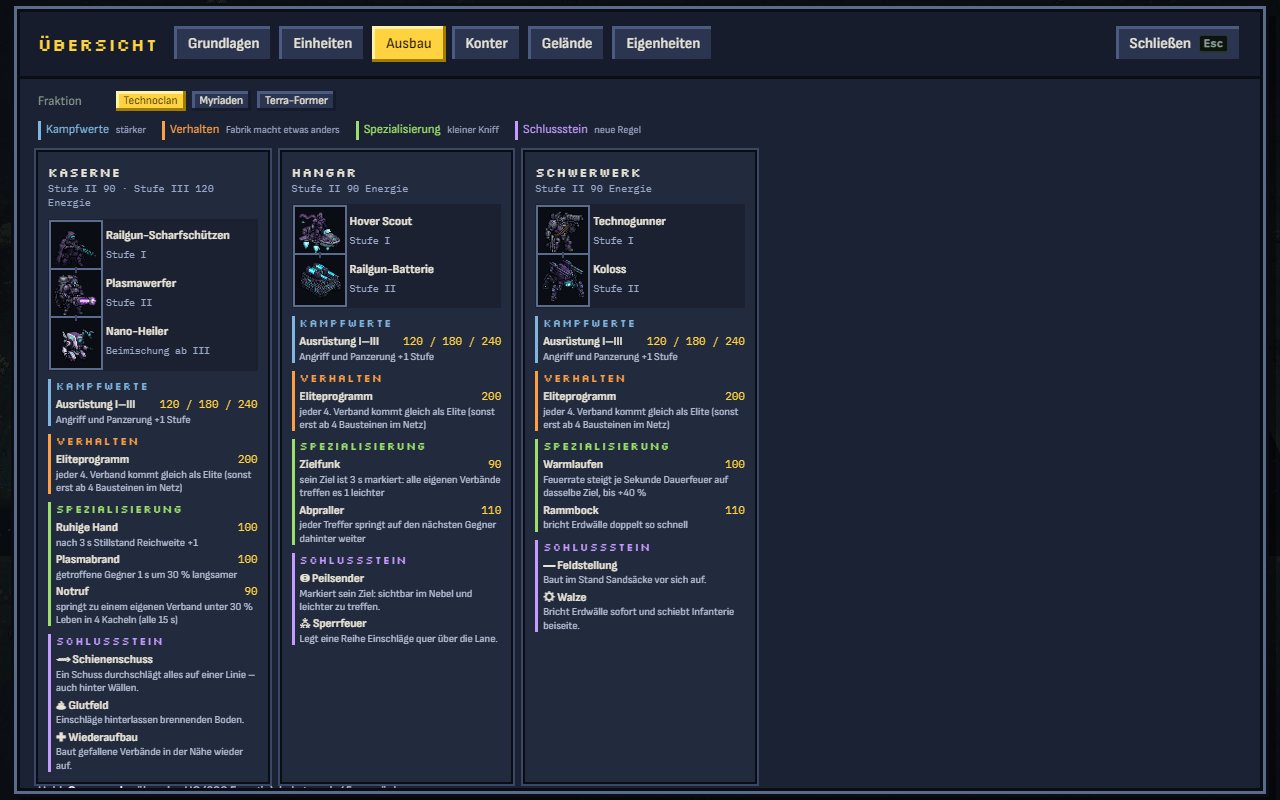 ÜBERSICHT Grundlagen Einheiten Ausbau Konter Gelände Eigenheiten Schließen Esc
Fraktion Technoclan Myriaden Terra-Former
Kampfwerte stärker Verhalten Fabrik macht etwas anders Spezialisierung kleiner Kniff Schlussstein neue Regel
KASERNE
Stufe II 90 · Stufe III 120
Energie
Railgun-Scharfschützen
Stufe I
Plasmawerfer
Stufe II
Nano-Heiler
Beimischung ab III
KAMPFWERTE
Ausrüstung I–III 120 / 180 / 240
Angriff und Panzerung +1 Stufe
VERHALTEN
Eliteprogramm 200
jeder 4. Verband kommt gleich als Elite (sonst
erst ab 4 Bausteinen im Netz)
SPEZIALISIERUNG
Ruhige Hand 100
nach 3 s Stillstand Reichweite +1
Plasmabrand 100
getroffene Gegner 1 s um 30 % langsamer
Notruf 90
springt zu einem eigenen Verband unter 30 %
Leben in 4 Kacheln (alle 15 s)
SCHLUSSSTEIN
Schienenschuss
Ein Schuss durchschlägt alles auf einer Linie –
auch hinter Wällen.
Glutfeld
Einschläge hinterlassen brennenden Boden.
Wiederaufbau
Baut gefallene Verbände in der Nähe wieder
auf.
HANGAR
Stufe II 90 Energie
Hover Scout
Stufe I
Railgun-Batterie
Stufe II
KAMPFWERTE
Ausrüstung I–III 120 / 180 / 240
Angriff und Panzerung +1 Stufe
VERHALTEN
Eliteprogramm 200
jeder 4. Verband kommt gleich als Elite (sonst
erst ab 4 Bausteinen im Netz)
SPEZIALISIERUNG
Zielfunk 90
sein Ziel ist 3 s markiert: alle eigenen Verbände
treffen es 1 leichter
Abpraller 110
jeder Treffer springt auf den nächsten Gegner
dahinter weiter
SCHLUSSSTEIN
Peilsender
Markiert sein Ziel: sichtbar im Nebel und
leichter zu treffen.
Sperrfeuer
Legt eine Reihe Einschläge quer über die Lane.
SCHWERWERK
Stufe II 90 Energie
Technogunner
Stufe I
Koloss
Stufe II
KAMPFWERTE
Ausrüstung I–III 120 / 180 / 240
Angriff und Panzerung +1 Stufe
VERHALTEN
Eliteprogramm 200
jeder 4. Verband kommt gleich als Elite (sonst
erst ab 4 Bausteinen im Netz)
SPEZIALISIERUNG
Warmlaufen 100
Feuerrate steigt je Sekunde Dauerfeuer auf
dasselbe Ziel, bis +40 %
Rammbock 110
bricht Erdwälle doppelt so schnell
SCHLUSSSTEIN
Feldstellung
Baut im Stand Sandsäcke vor sich auf.
Walze
Bricht Erdwälle sofort und schiebt Infanterie
beiseite.